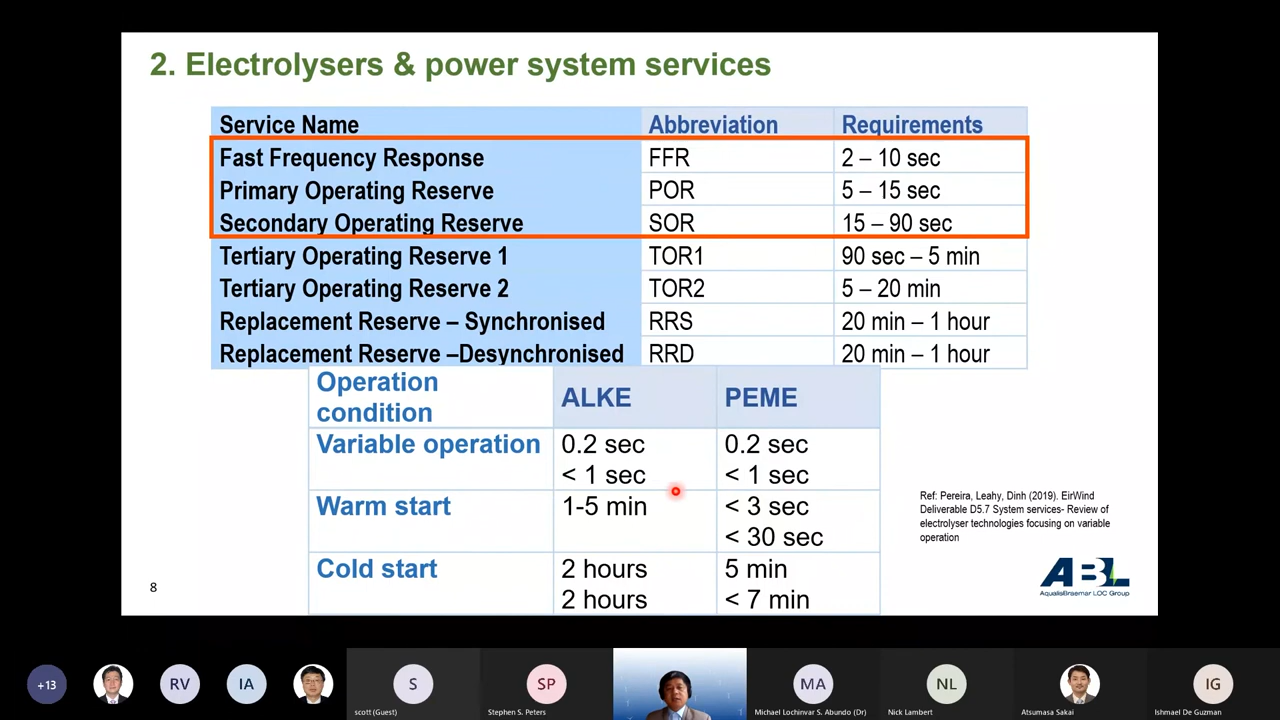 2. Electrolysers & power system services
Service Name Abbreviation Requirements
Fast Frequency Response FFR 2 – 10 sec
Primary Operating Reserve POR 5 – 15 sec
Secondary Operating Reserve SOR 15 – 90 sec
Tertiary Operating Reserve 1 TOR1 90 sec – 5 min
Tertiary Operating Reserve 2 TOR2 5 – 20 min
Replacement Reserve – Synchronised RRS 20 min – 1 hour
Replacement Reserve –Desynchronised RRD 20 min – 1 hour
Operation
condition ALKE PEME
Variable operation 0.2 sec 0.2 sec
< 1 sec < 1 sec
Warm start 1-5 min < 3 sec
< 30 sec
Cold start 2 hours 5 min
2 hours < 7 min
Ref: Pereira, Leahy, Dinh (2019). EirWind
Deliverable D5.7 System services- Review of
electrolyser technologies focusing on variable
operation
8
ABL
AqualisBraemar LOC Group
+13
RV
IA
S
scott (Guest)
SP
Stephen S. Peters
MA
Michael Lochinvar S. Abundo (Dr)
NL
Nick Lambert
Atsumasa Sakai
IG
Ishmael De Guzman